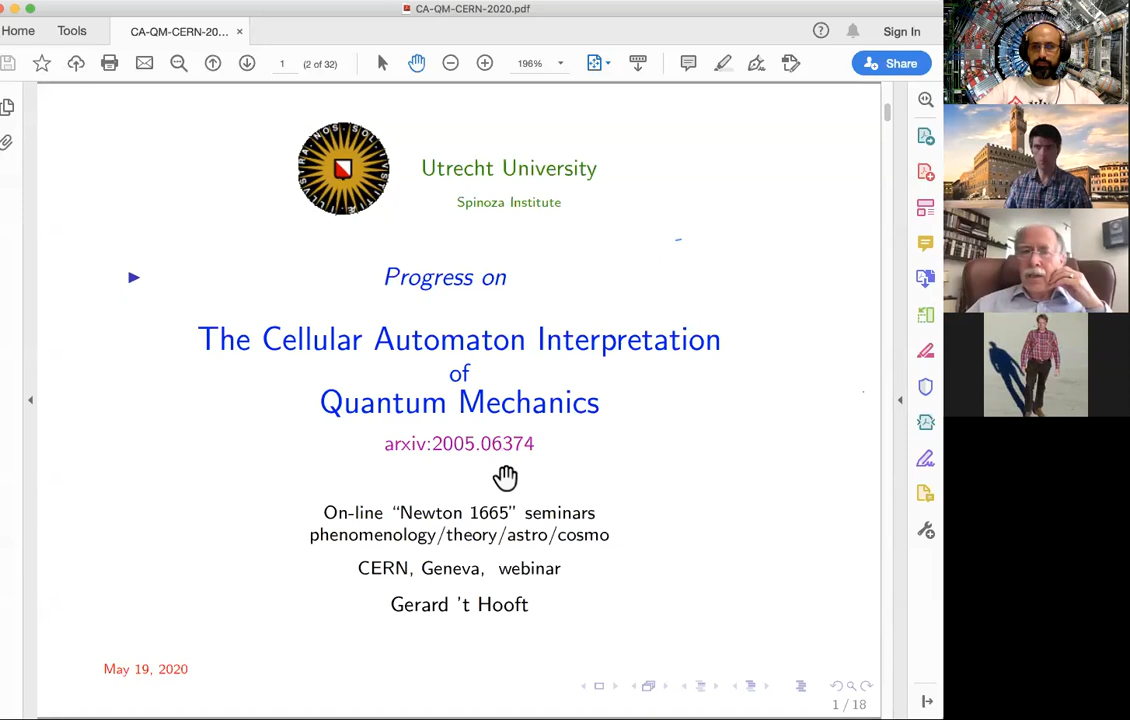 CA-QM-CERN-2020.pdf
Home Tools CA-QM-CERN-20... × Sign In
1 (2 of 32) 196% Share
Utrecht University
Spinoza Institute
Progress on
The Cellular Automaton Interpretation
of
Quantum Mechanics
arxiv:2005.06374
On-line “Newton 1665” seminars
phenomenology/theory/astro/cosmo
CERN, Geneva, webinar
Gerard ’t Hooft
May 19, 2020
1 / 18